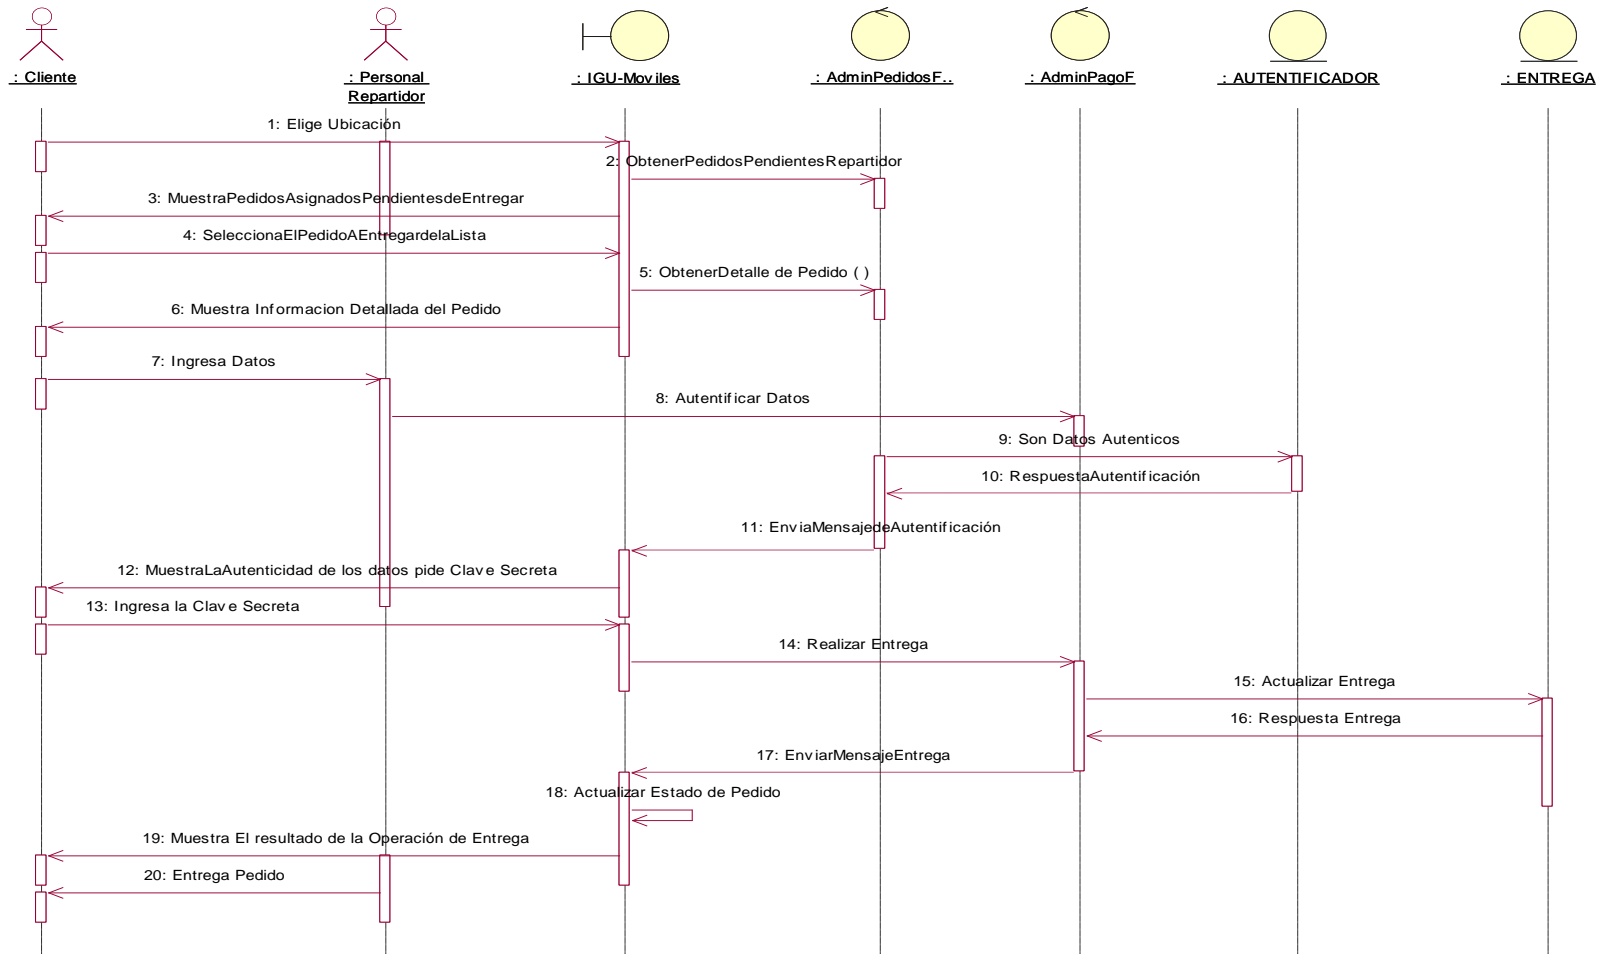 : Cliente
: Personal
Repartidor
: IGU-Moviles
: AdminPedidosF..
: AdminPagoF
: AUTENTIFICADOR
: ENTREGA
1: Elige Ubicación
2: ObtenerPedidosPendientesRepartidor
3: MuestraPedidosAsignadosPendientesdeEntregar
4: SeleccionaElPedidoAEntregardelaLista
5: ObtenerDetalle de Pedido ( )
6: Muestra Informacion Detallada del Pedido
7: Ingresa Datos
8: Autentificar Datos
9: Son Datos Autenticos
10: RespuestaAutentificación
11: EnviaMensajedeAutentificación
12: MuestraLaAutenticidad de los datos pide Clave Secreta
13: Ingresa la Clave Secreta
14: Realizar Entrega
15: Actualizar Entrega
16: Respuesta Entrega
17: EnviarMensajeEntrega
18: Actualizar Estado de Pedido
19: Muestra El resultado de la Operación de Entrega
20: Entrega Pedido